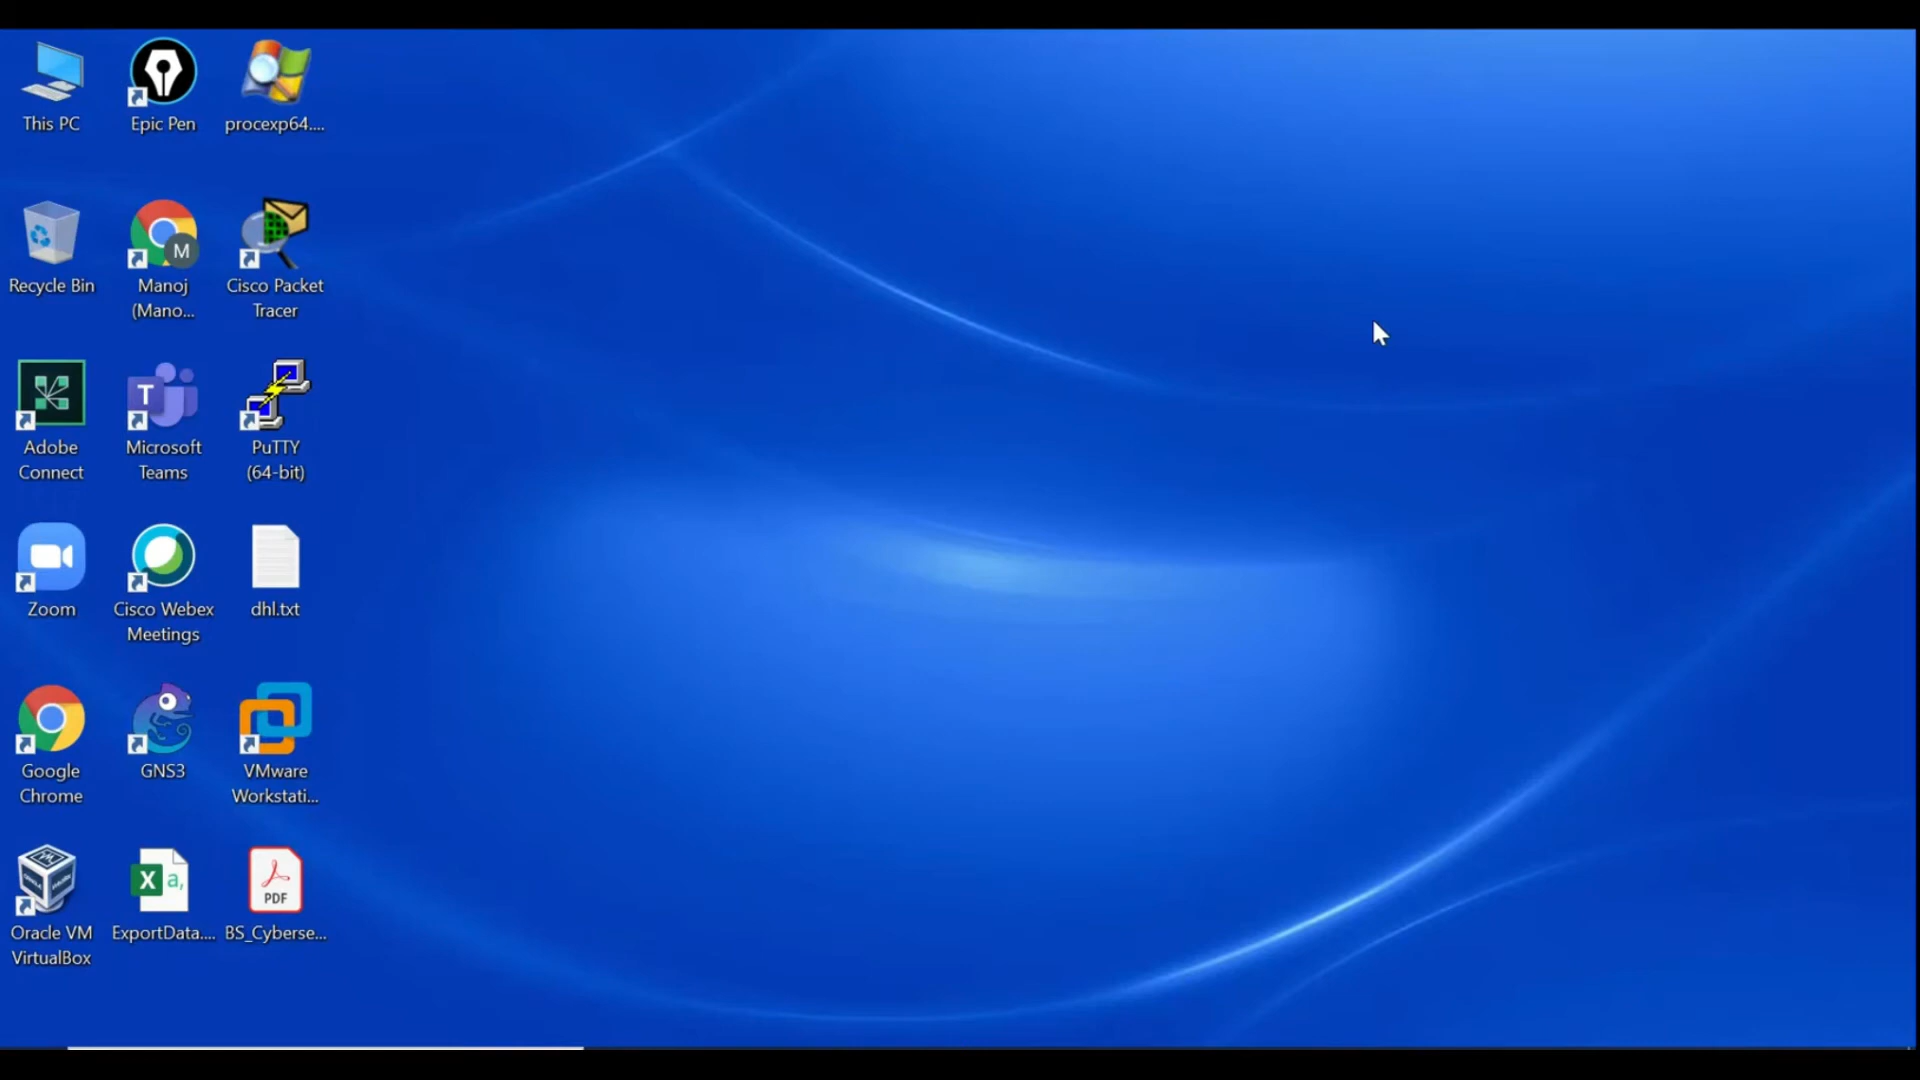 This PC
Epic Pen
procexp64....
Recycle Bin
M
Manoj
(Mano...
Cisco Packet
Tracer
Adobe
Connect
T
Microsoft
Teams
PuTTY
(64-bit)
Zoom
Cisco Webex
Meetings
dhl.txt
Google
Chrome
GNS3
VMware
Workstati...
Oracle VM
VirtualBox
X a,
ExportData....
PDF
BS_Cyberse...